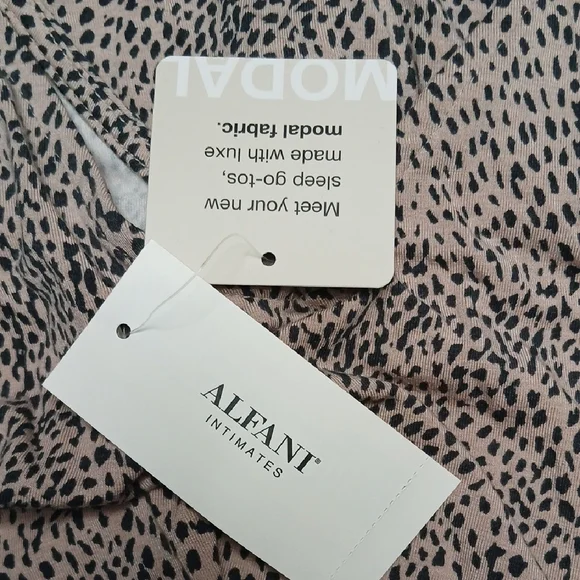 Meet your new
sleep go-tos,
made with luxe
modal fabric.
MODAL
ALFANI®
INTIMATES